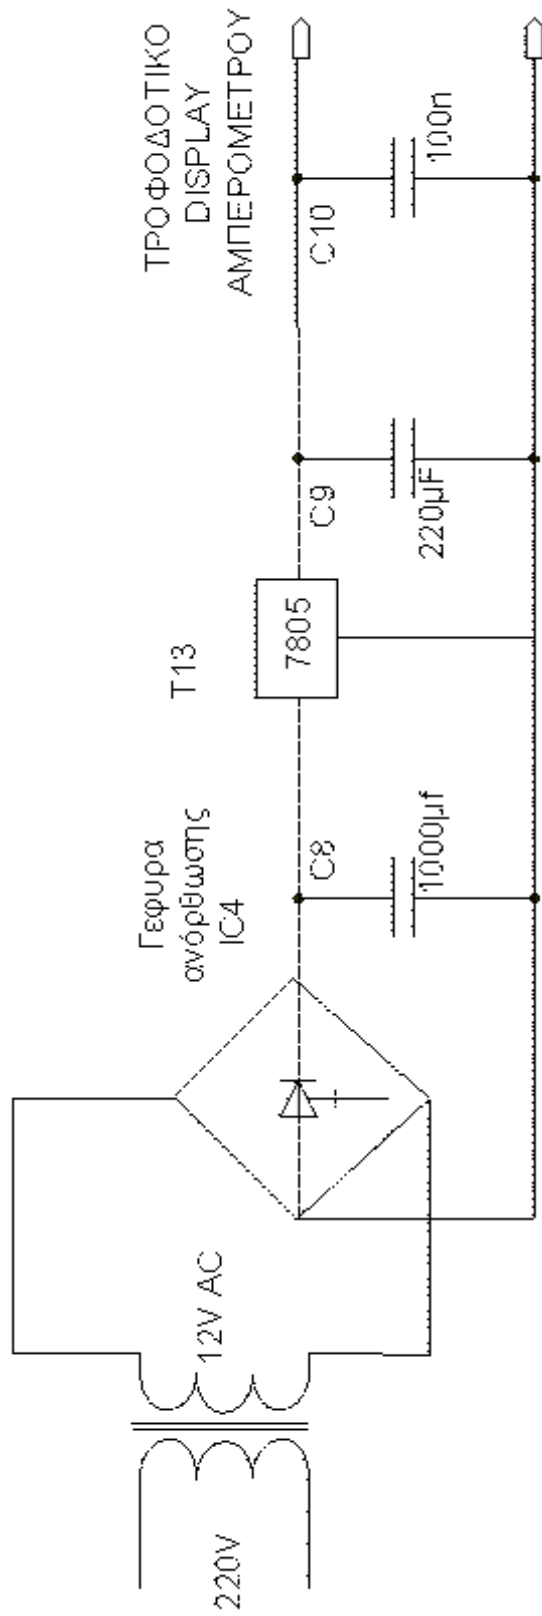 220V
12V AC
Γεφυρα
ανόρθωσης
IC4
C8
1000μf
T13
7805
C9
220μF
ΤΡΟΦΟΔΟΤΙΚΟ
DISPLAY
ΑΜΠΕΡΟΜΕΤΡΟΥ
C10
100n